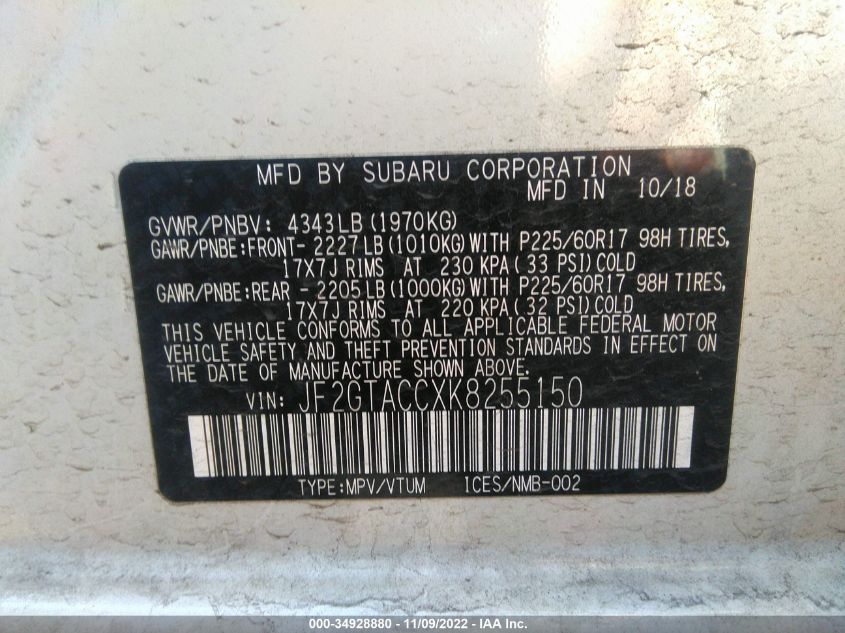 MFD BY SUBARU CORPORATION
MFD IN 10/18
GVWR/PNBV: 4343LB (1970KG)
GAWR/PNBE:FRONT- 2227 LB (1010KG) WITH P225/60R17 98H TIRES,
17X7J RIMS AT 230 KPA( 33 PSI) COLD
GAWR/PNBE:REAR - 2205 LB (1000KG) WITH P225/60R17 98H TIRES,
17X7J RIMS AT 220 KPA( 32 PSI) COLD
THIS VEHICLE CONFORMS TO ALL APPLICABLE FEDERAL MOTOR
VEHICLE SAFETY AND THEFT PREVENTION STANDARDS IN EFFECT ON
THE DATE OF MANUFACTURE SHOWN ABOVE.
VIN: JF2GTACCXK8255150
TYPE:MPV/VTUM ICES/NMB-002
000-34928880 - 11/09/2022 - IAA Inc.